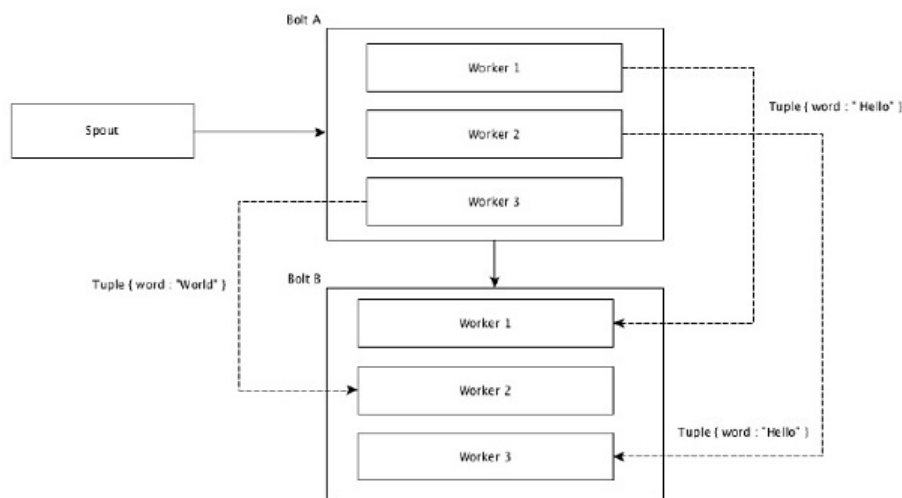 Bolt A
Worker 1
Tuple { word : " Hello" }
Spout
Worker 2
Worker 3
Tuple { word : "World" }
Bolt B
Worker 1
Worker 2
Tuple { word : "Hello" }
Worker 3